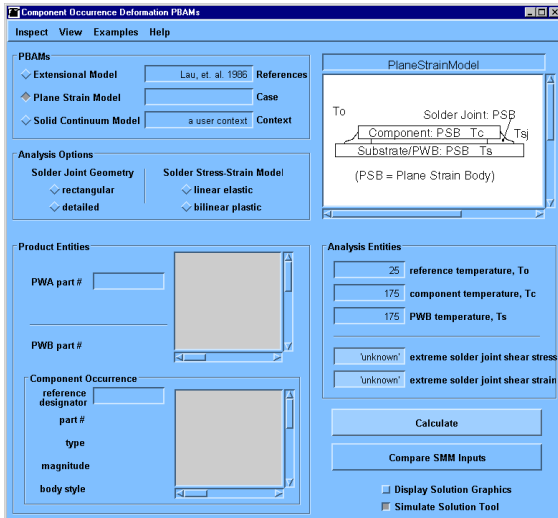 Component Occurrence Deformation PBAMs
Inspect View Examples Help
PBAMs
Extensional Model
Lau, et. al. 1986 References
Plane Strain Model
Case
Solid Continuum Model
a user context Context
PlaneStrainModel
To
Solder Joint: PSB
Component: PSB Tc
Tsj
Substrate/PWB: PSB Ts
(PSB = Plane Strain Body)
Analysis Options
Solder Joint Geometry
rectangular
detailed
Solder Stress-Strain Model
linear elastic
bilinear plastic
Product Entities
PWA part #
PWB part #
Component Occurrence
reference
designator
part #
type
magnitude
body style
Analysis Entities
25 reference temperature, To
175 component temperature, Tc
175 PWB temperature, Ts
'unknown' extreme solder joint shear stress
'unknown' extreme solder joint shear strain
Calculate
Compare SMM Inputs
Display Solution Graphics
Simulate Solution Tool